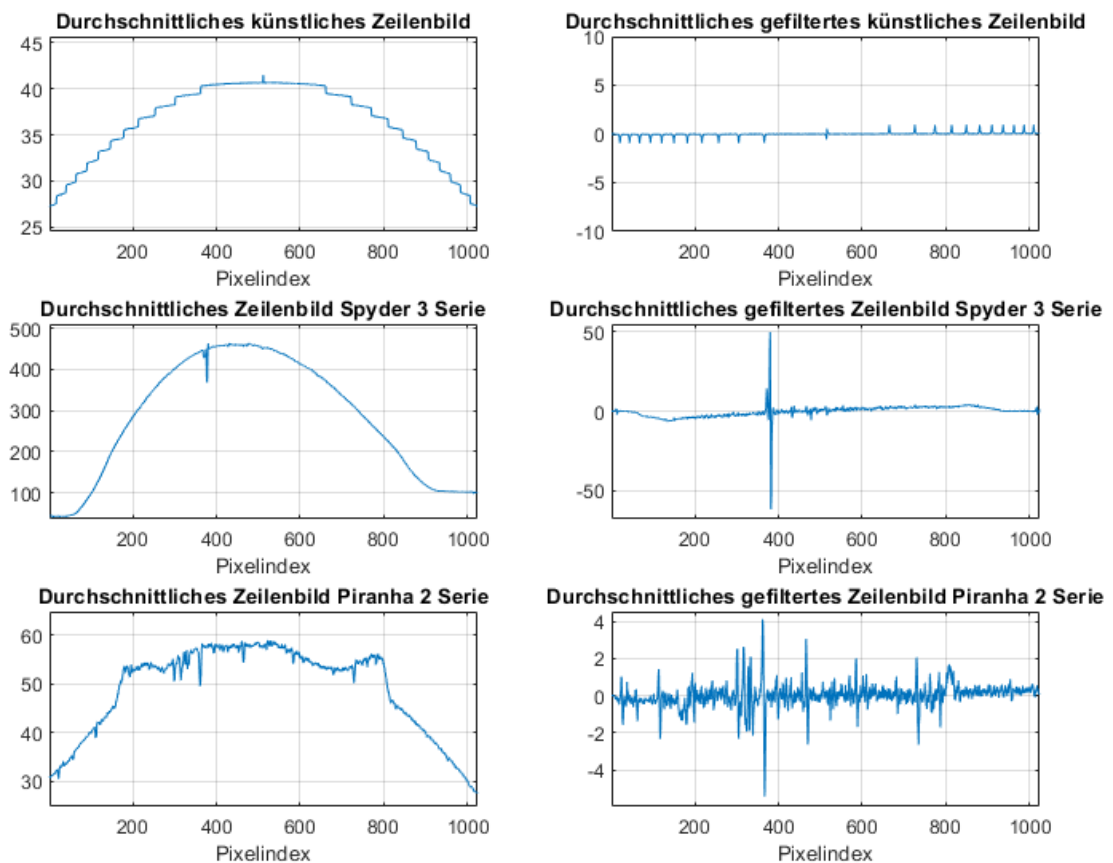 Durchschnittliches künstliches Zeilenbild
45
40
35
30
25
200 400 600 800 1000
Pixelindex
Durchschnittliches gefiltertes künstliches Zeilenbild
10
5
0
-5
-10
200 400 600 800 1000
Pixelindex
Durchschnittliches Zeilenbild Spyder 3 Serie
500
400
300
200
100
200 400 600 800 1000
Pixelindex
Durchschnittliches gefiltertes Zeilenbild Spyder 3 Serie
50
0
-50
200 400 600 800 1000
Pixelindex
Durchschnittliches Zeilenbild Piranha 2 Serie
60
50
40
30
200 400 600 800 1000
Pixelindex
Durchschnittliches gefiltertes Zeilenbild Piranha 2 Serie
4
2
0
-2
-4
200 400 600 800 1000
Pixelindex